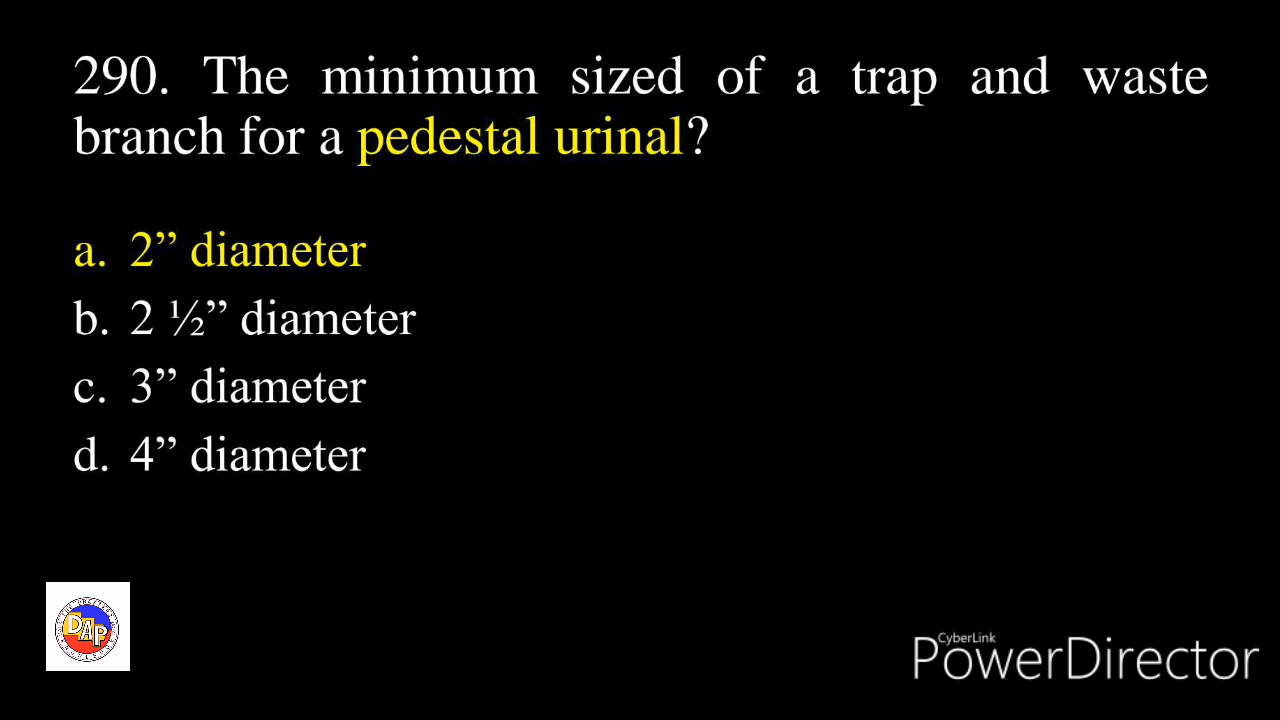 290. The minimum sized of a trap and waste
branch for a pedestal urinal?
a. 2” diameter
b. 2 ½” diameter
c. 3” diameter
d. 4” diameter
DAP
CyberLink
PowerDirector